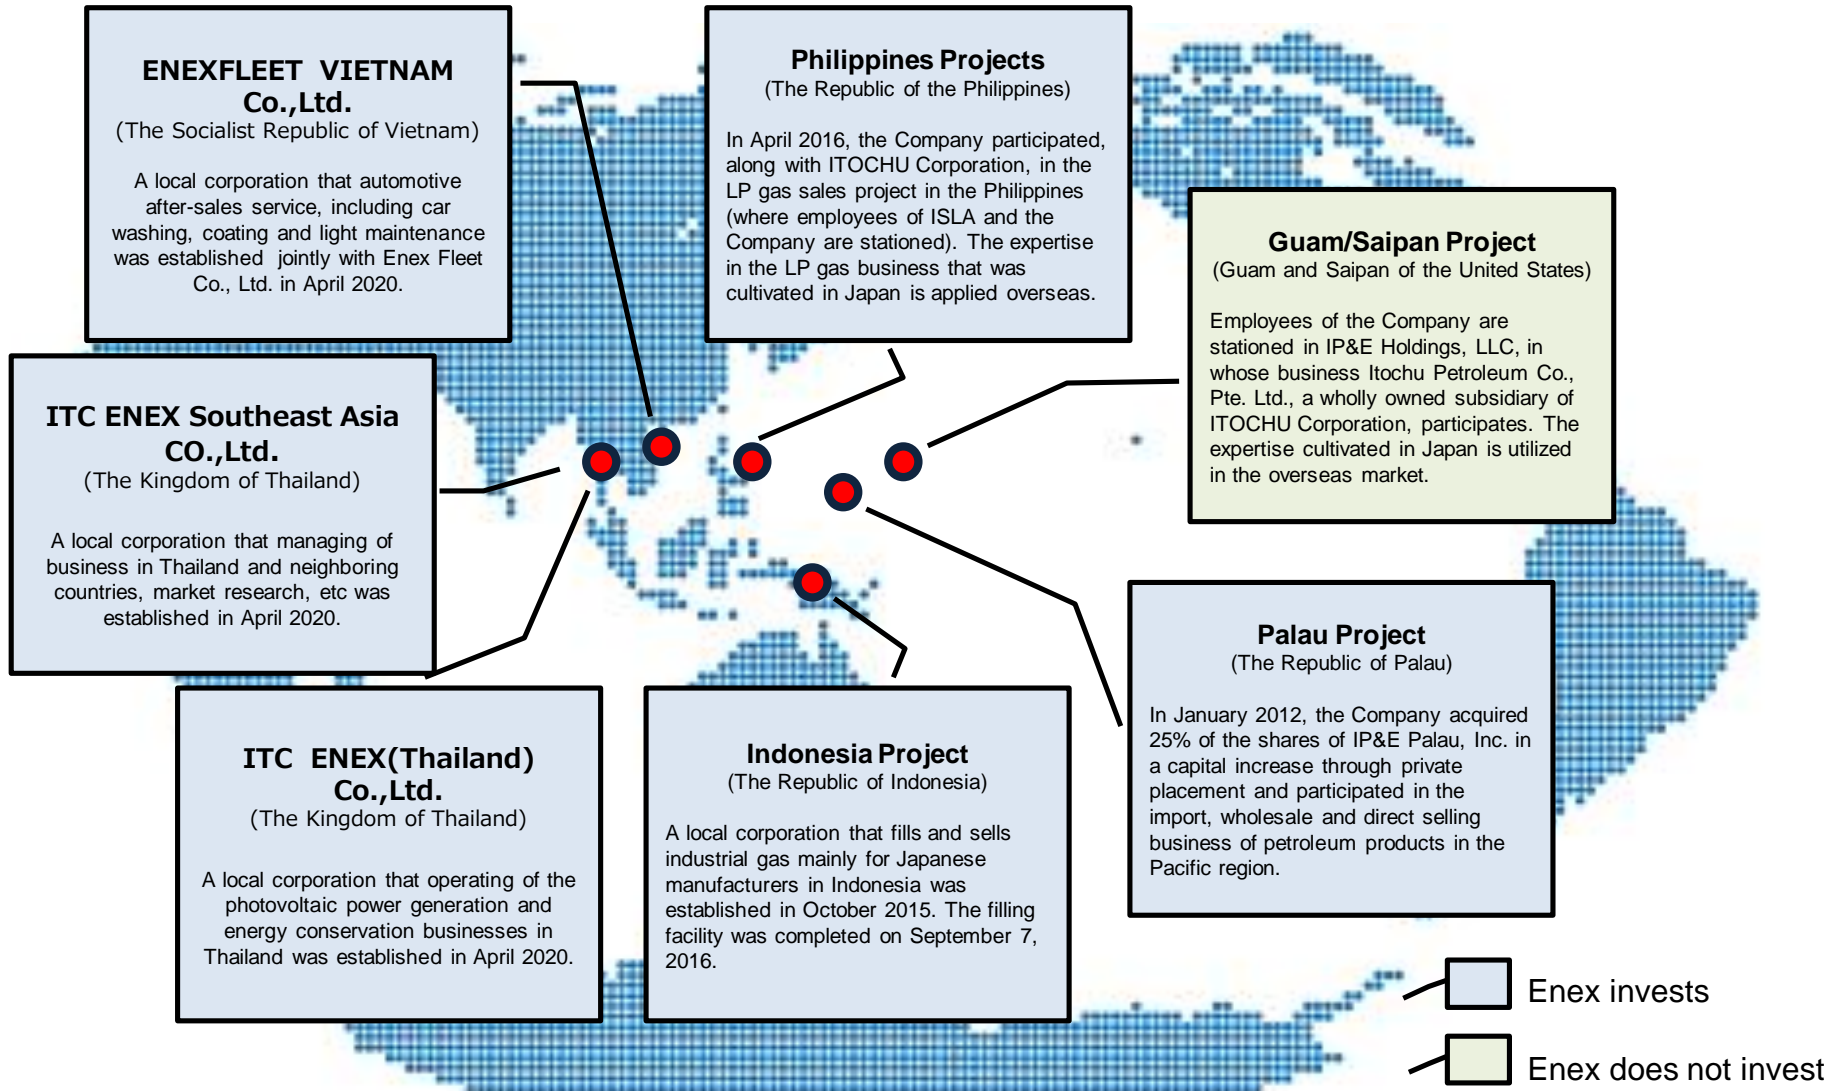 ENEXFLEET VIETNAM
Co.,Ltd.
(The Socialist Republic of Vietnam)
A local corporation that automotive
after-sales service, including car
washing, coating and light maintenance
was established jointly with Enex Fleet
Co., Ltd. in April 2020.
Philippines Projects
(The Republic of the Philippines)
In April 2016, the Company participated,
along with ITOCHU Corporation, in the
LP gas sales project in the Philippines
(where employees of ISLA and the
Company are stationed). The expertise
in the LP gas business that was
cultivated in Japan is applied overseas.
Guam/Saipan Project
(Guam and Saipan of the United States)
Employees of the Company are
stationed in IP&E Holdings, LLC, in
whose business Itochu Petroleum Co.,
Pte. Ltd., a wholly owned subsidiary of
ITOCHU Corporation, participates. The
expertise cultivated in Japan is utilized
in the overseas market.
ITC ENEX Southeast Asia
CO.,Ltd.
(The Kingdom of Thailand)
A local corporation that managing of
business in Thailand and neighboring
countries, market research, etc was
established in April 2020.
Palau Project
(The Republic of Palau)
In January 2012, the Company acquired
25% of the shares of IP&E Palau, Inc. in
a capital increase through private
placement and participated in the
import, wholesale and direct selling
business of petroleum products in the
Pacific region.
ITC ENEX(Thailand)
Co.,Ltd.
(The Kingdom of Thailand)
A local corporation that operating of the
photovoltaic power generation and
energy conservation businesses in
Thailand was established in April 2020.
Indonesia Project
(The Republic of Indonesia)
A local corporation that fills and sells
industrial gas mainly for Japanese
manufacturers in Indonesia was
established in October 2015. The filling
facility was completed on September 7,
2016.
Enex invests
Enex does not invest